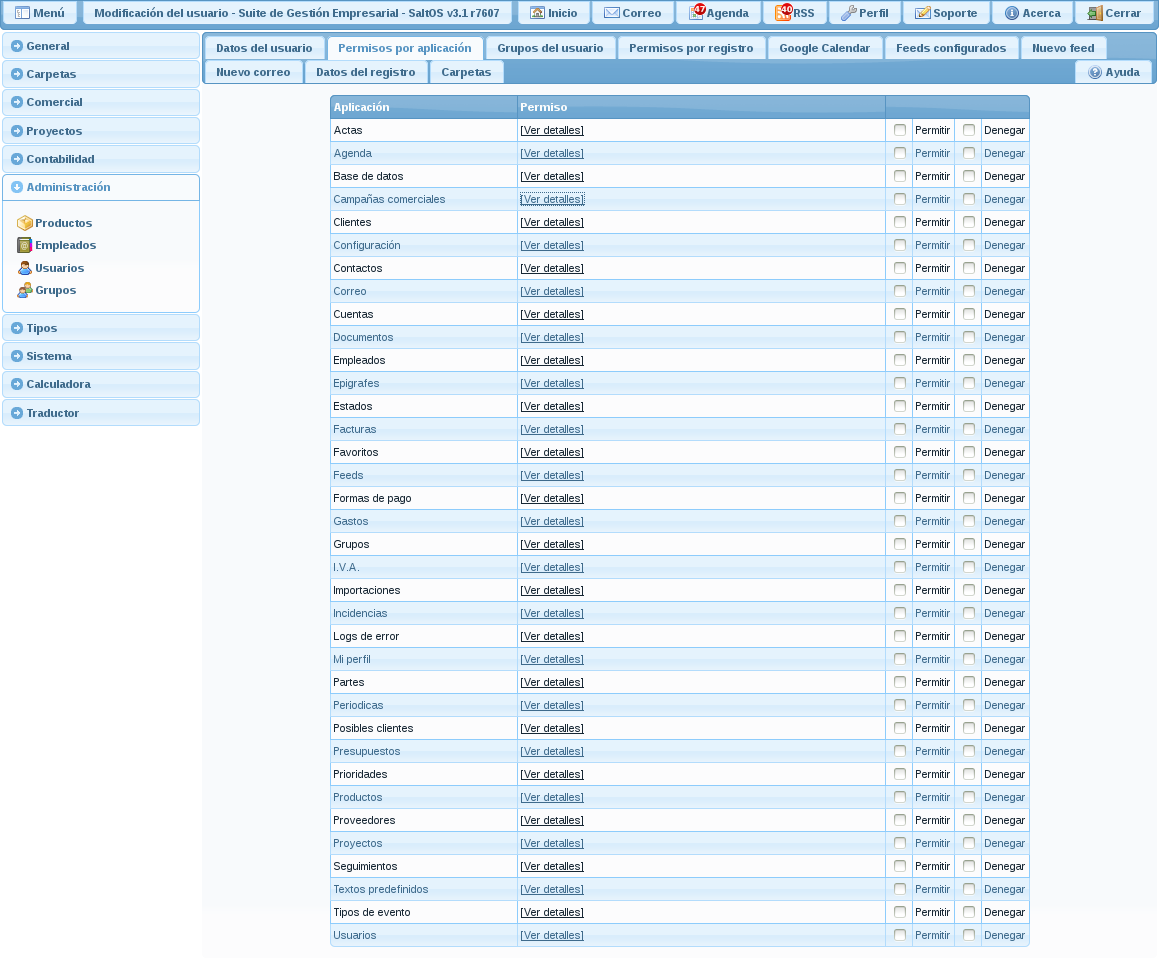 Menú Modificación del usuario - Suite de Gestión Empresarial - SaltOS v3.1 r7607 Inicio Correo 47 Agenda 40 RSS Perfil Soporte Acerca Cerrar
General
Carpetas
Comercial
Proyectos
Contabilidad
Administración
Productos
Empleados
Usuarios
Grupos
Tipos
Sistema
Calculadora
Traductor
Datos del usuario Permisos por aplicación Grupos del usuario Permisos por registro Google Calendar Feeds configurados Nuevo feed
Nuevo correo Datos del registro Carpetas Ayuda
Aplicación Permiso
Actas [Ver detalles] Permitir Denegar
Agenda [Ver detalles] Permitir Denegar
Base de datos [Ver detalles] Permitir Denegar
Campañas comerciales [Ver detalles] Permitir Denegar
Clientes [Ver detalles] Permitir Denegar
Configuración [Ver detalles] Permitir Denegar
Contactos [Ver detalles] Permitir Denegar
Correo [Ver detalles] Permitir Denegar
Cuentas [Ver detalles] Permitir Denegar
Documentos [Ver detalles] Permitir Denegar
Empleados [Ver detalles] Permitir Denegar
Epigrafes [Ver detalles] Permitir Denegar
Estados [Ver detalles] Permitir Denegar
Facturas [Ver detalles] Permitir Denegar
Favoritos [Ver detalles] Permitir Denegar
Feeds [Ver detalles] Permitir Denegar
Formas de pago [Ver detalles] Permitir Denegar
Gastos [Ver detalles] Permitir Denegar
Grupos [Ver detalles] Permitir Denegar
I.V.A. [Ver detalles] Permitir Denegar
Importaciones [Ver detalles] Permitir Denegar
Incidencias [Ver detalles] Permitir Denegar
Logs de error [Ver detalles] Permitir Denegar
Mi perfil [Ver detalles] Permitir Denegar
Partes [Ver detalles] Permitir Denegar
Periodicas [Ver detalles] Permitir Denegar
Posibles clientes [Ver detalles] Permitir Denegar
Presupuestos [Ver detalles] Permitir Denegar
Prioridades [Ver detalles] Permitir Denegar
Productos [Ver detalles] Permitir Denegar
Proveedores [Ver detalles] Permitir Denegar
Proyectos [Ver detalles] Permitir Denegar
Seguimientos [Ver detalles] Permitir Denegar
Textos predefinidos [Ver detalles] Permitir Denegar
Tipos de evento [Ver detalles] Permitir Denegar
Usuarios [Ver detalles] Permitir Denegar